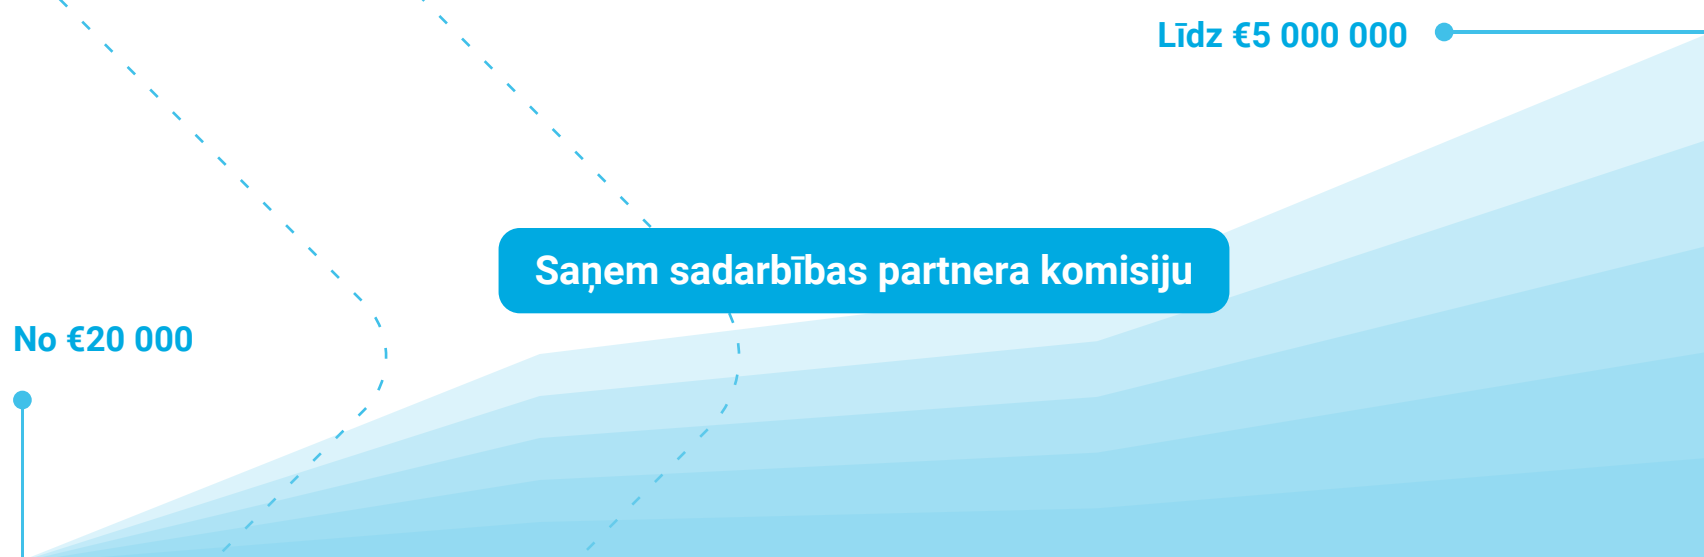 Līdz €5 000 000
Saņem sadarbības partnera komisiju
No €20 000